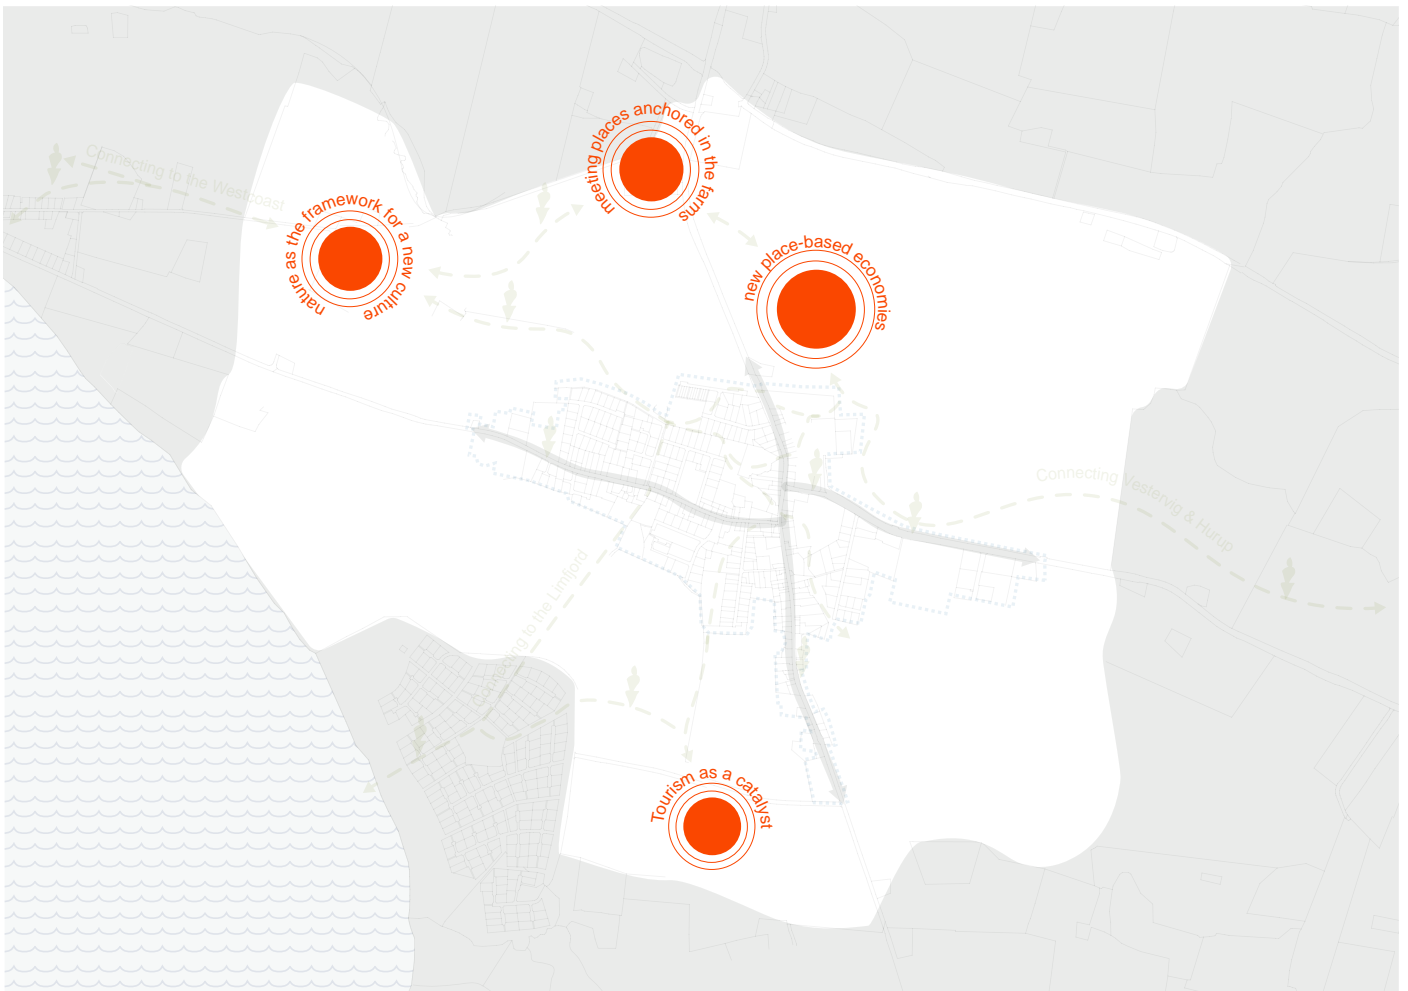 meeting places anchored in the farms
Connecting to the Westcoast
nature as the framework for a new culture
new place-based economies
Connecting Vestervig & Hurup
Connecting to the Limfjord
Tourism as a catalyst